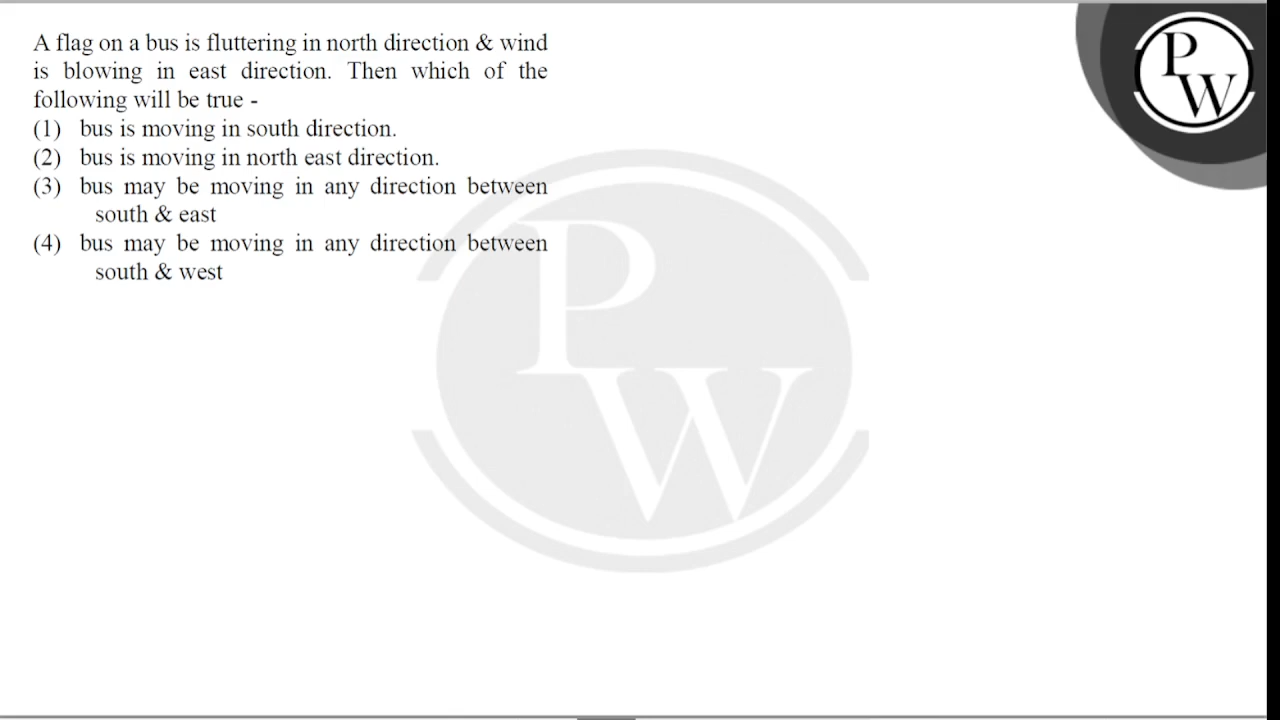 A flag on a bus is fluttering in north direction & wind
is blowing in east direction. Then which of the
following will be true -
(1) bus is moving in south direction.
(2) bus is moving in north east direction.
(3) bus may be moving in any direction between
south & east
(4) bus may be moving in any direction between
south & west
PW
PW